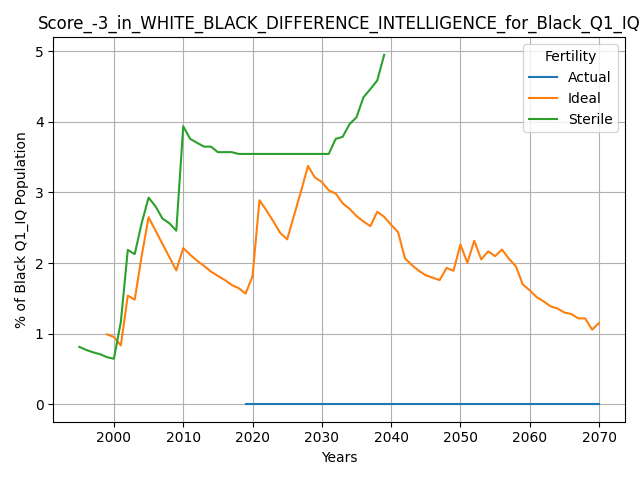 Score_-3_in_WHITE_BLACK_DIFFERENCE_INTELLIGENCE_for_Black_Q1_IQ
% of Black Q1_IQ Population
5
4
3
2
1
0
Fertility
Actual
Ideal
Sterile
2000 2010 2020 2030 2040 2050 2060 2070
Years